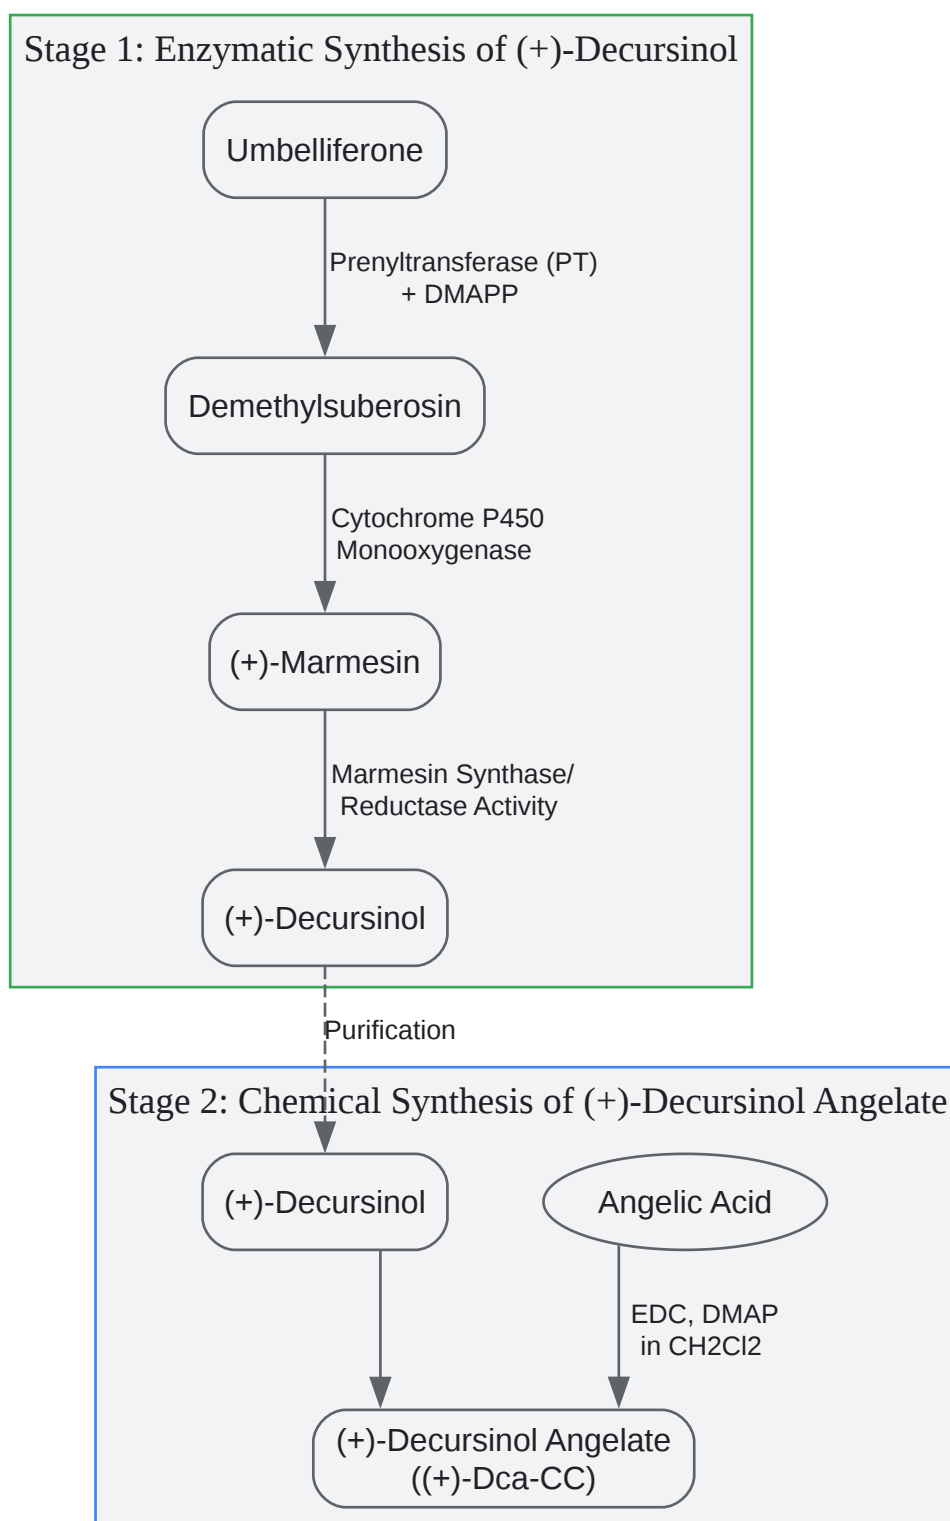 Stage 1: Enzymatic Synthesis of (+)-Decursinol
Umbelliferone
Prenyltransferase (PT)
+ DMAPP
Demethylsuberosin
Cytochrome P450
Monooxygenase
(+)-Marmesin
Marmesin Synthase/
Reductase Activity
(+)-Decursinol
Purification
Stage 2: Chemical Synthesis of (+)-Decursinol Angelate
(+)-Decursinol
Angelic Acid
EDC, DMAP
in CH2Cl2
(+)-Decursinol Angelate
((+)-Dca-CC)